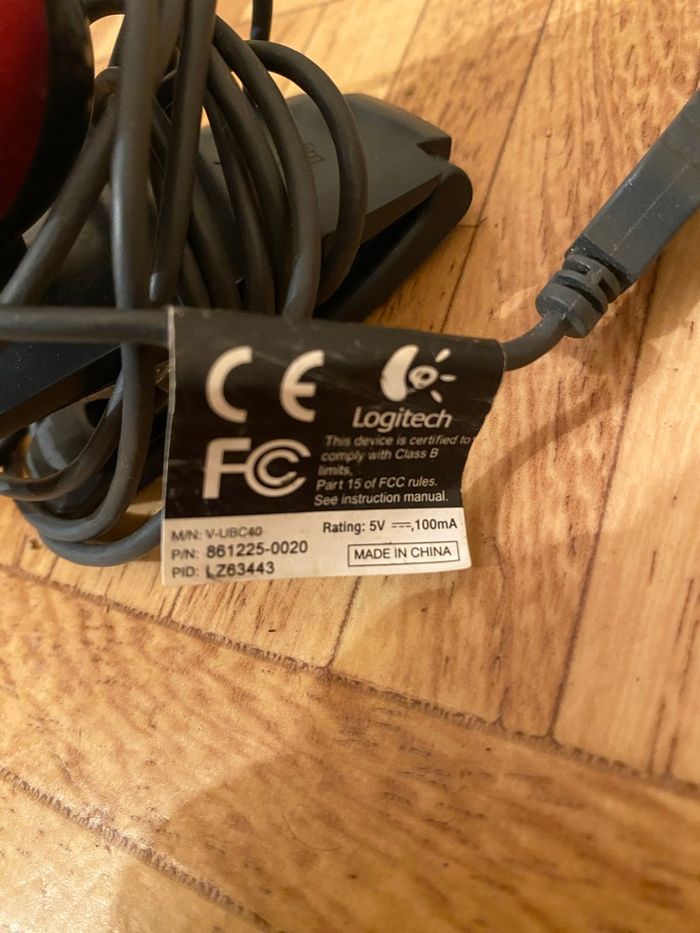 CE
Logitech
FC
This device is certified to
comply with Class B
limits.
Part 15 of FCC rules.
See instruction manual.
M/N: V-UBC40
Rating: 5V ⎓,100mA
P/N: 861225-0020
MADE IN CHINA
PID: LZ63443